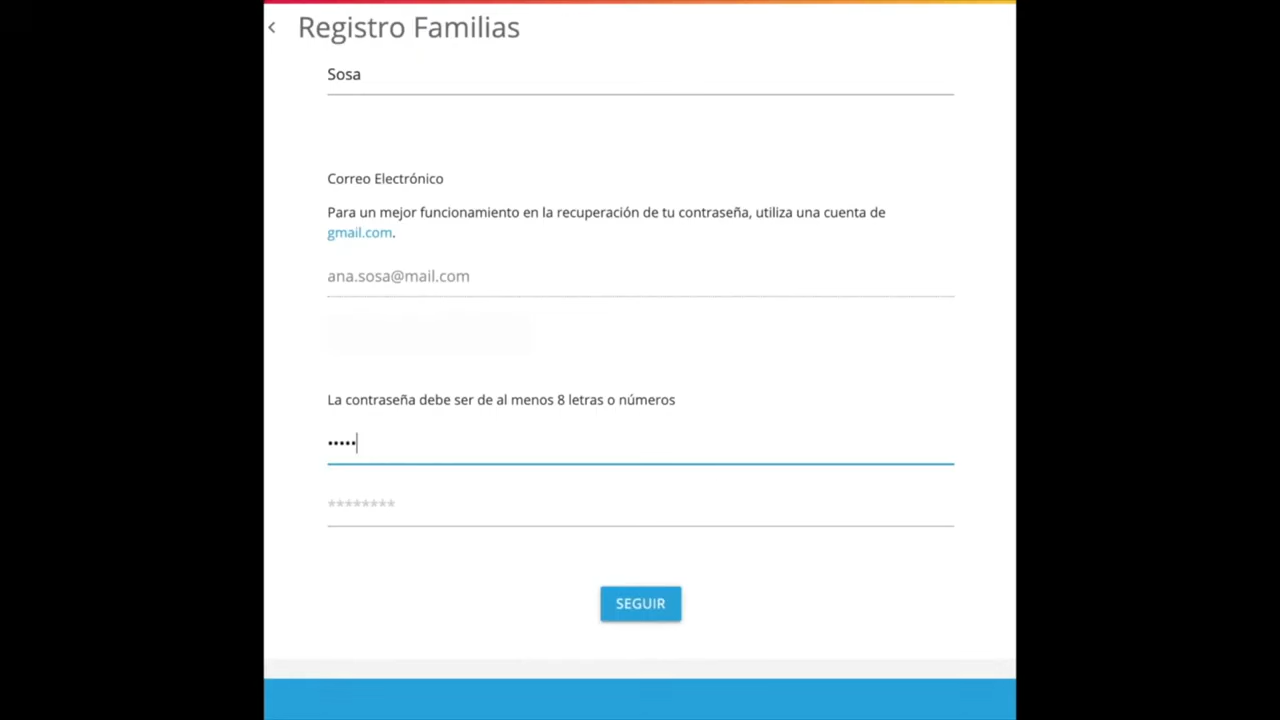 Registro Familias
Sosa
Correo Electrónico
Para un mejor funcionamiento en la recuperación de tu contraseña, utiliza una cuenta de
gmail.com.
ana.sosa@mail.com
La contraseña debe ser de al menos 8 letras o números
•••••
********
SEGUIR